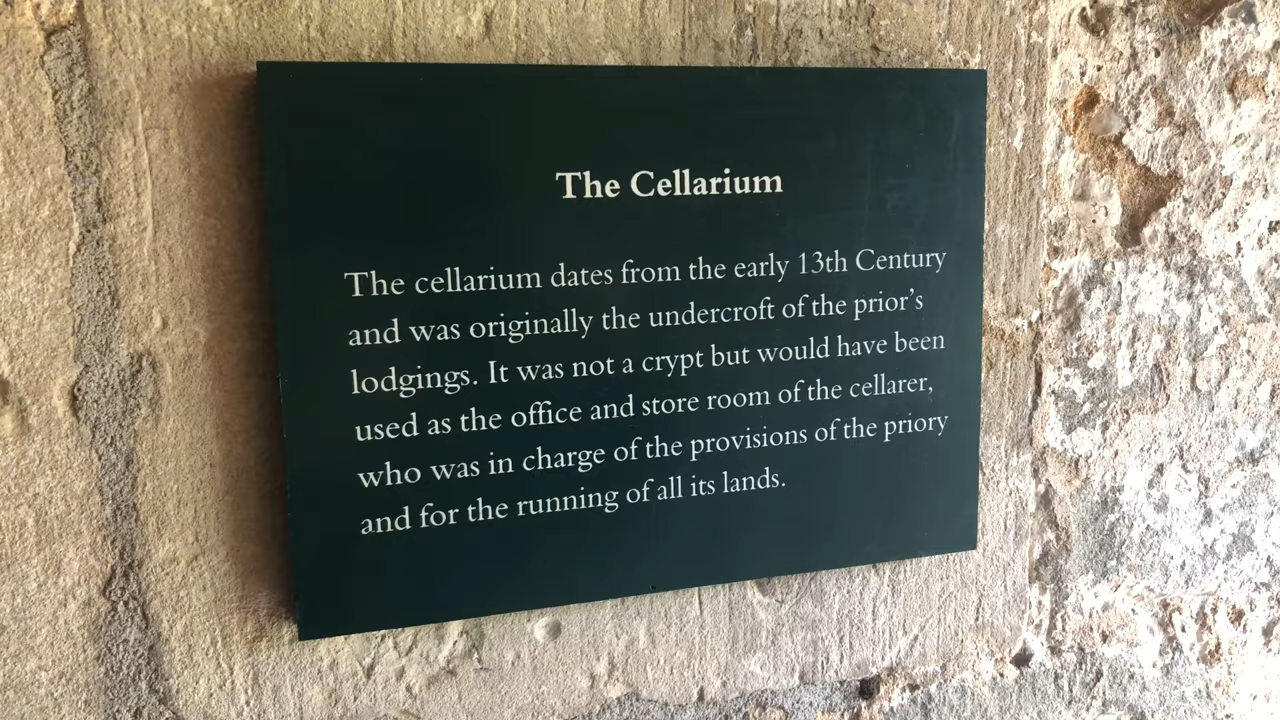 The Cellarium
The cellarium dates from the early 13th Century
and was originally the undercroft of the prior’s
lodgings. It was not a crypt but would have been
used as the office and store room of the cellarer,
who was in charge of the provisions of the priory
and for the running of all its lands.